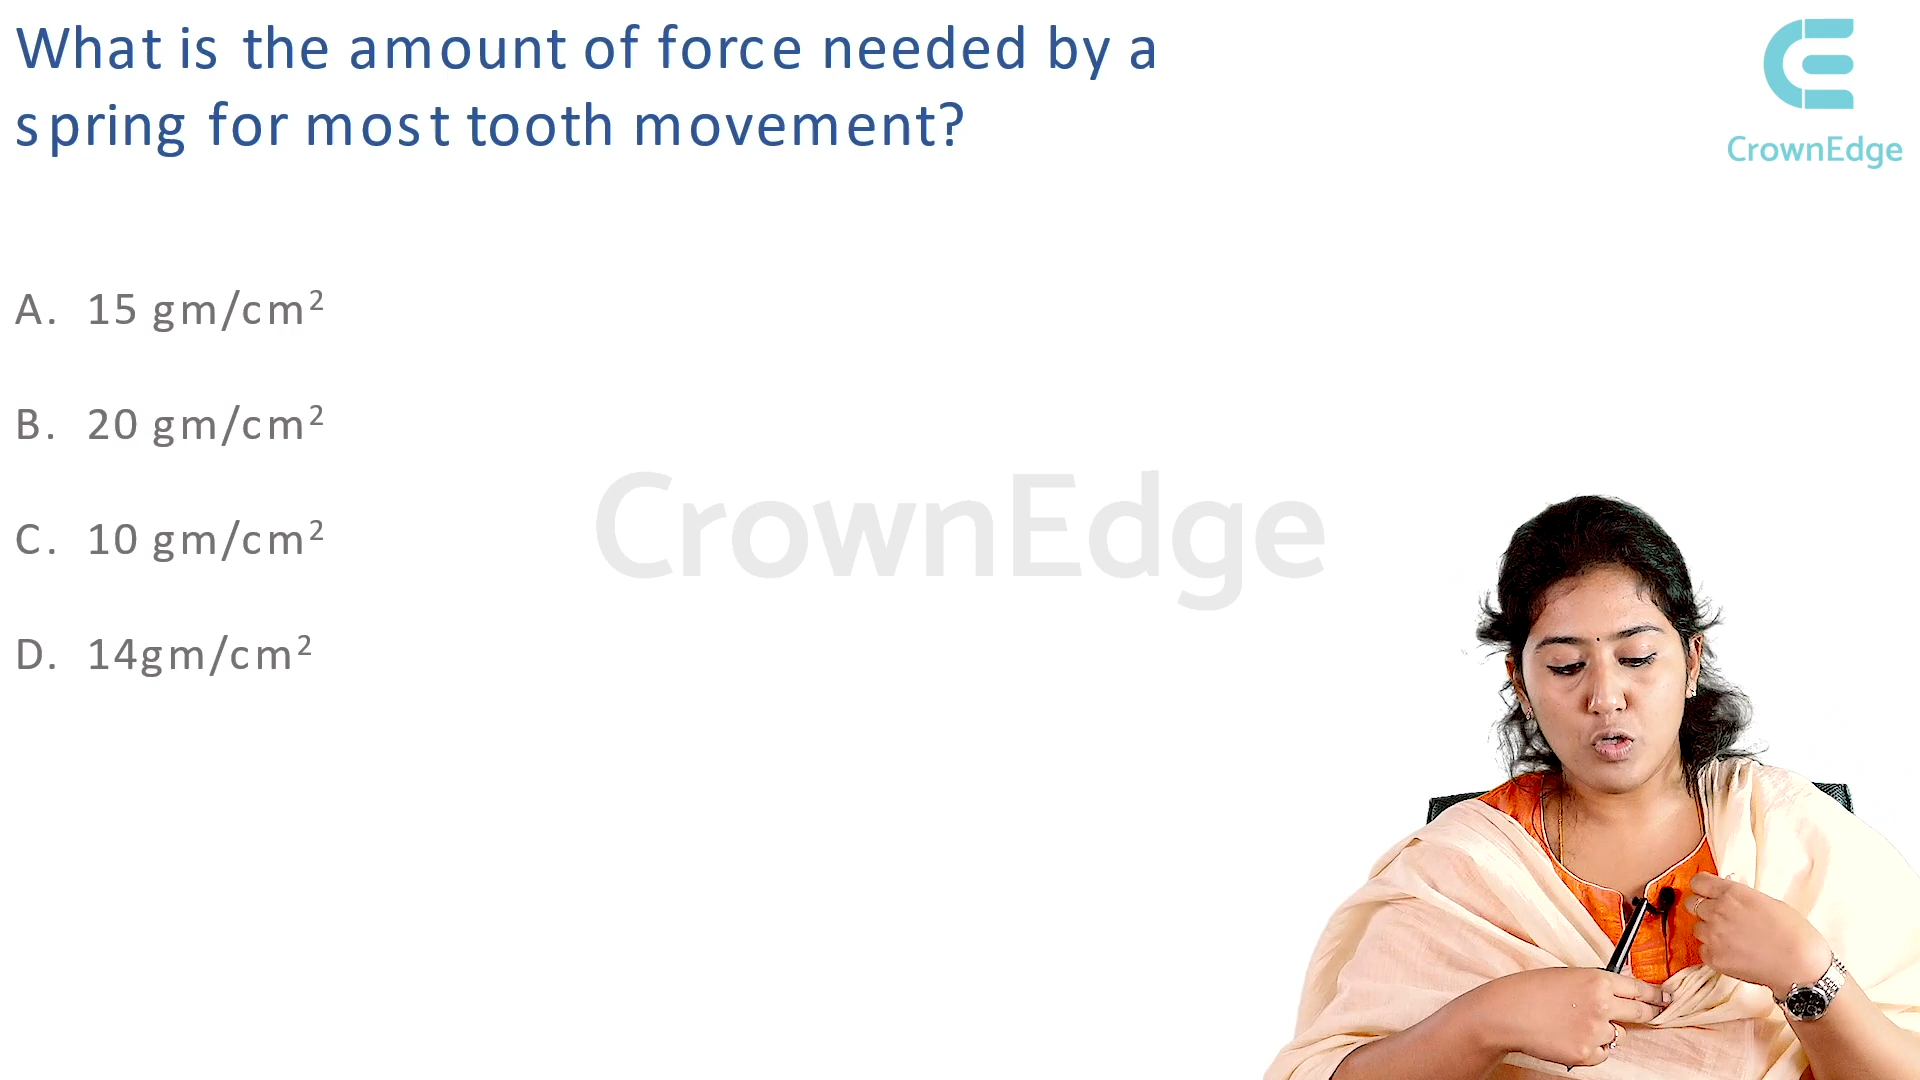 What is the amount of force needed by a
spring for most tooth movement?
CrownEdge
A. 15 gm/cm²
B. 20 gm/cm²
C. 10 gm/cm²
D. 14gm/cm²
CrownEdge